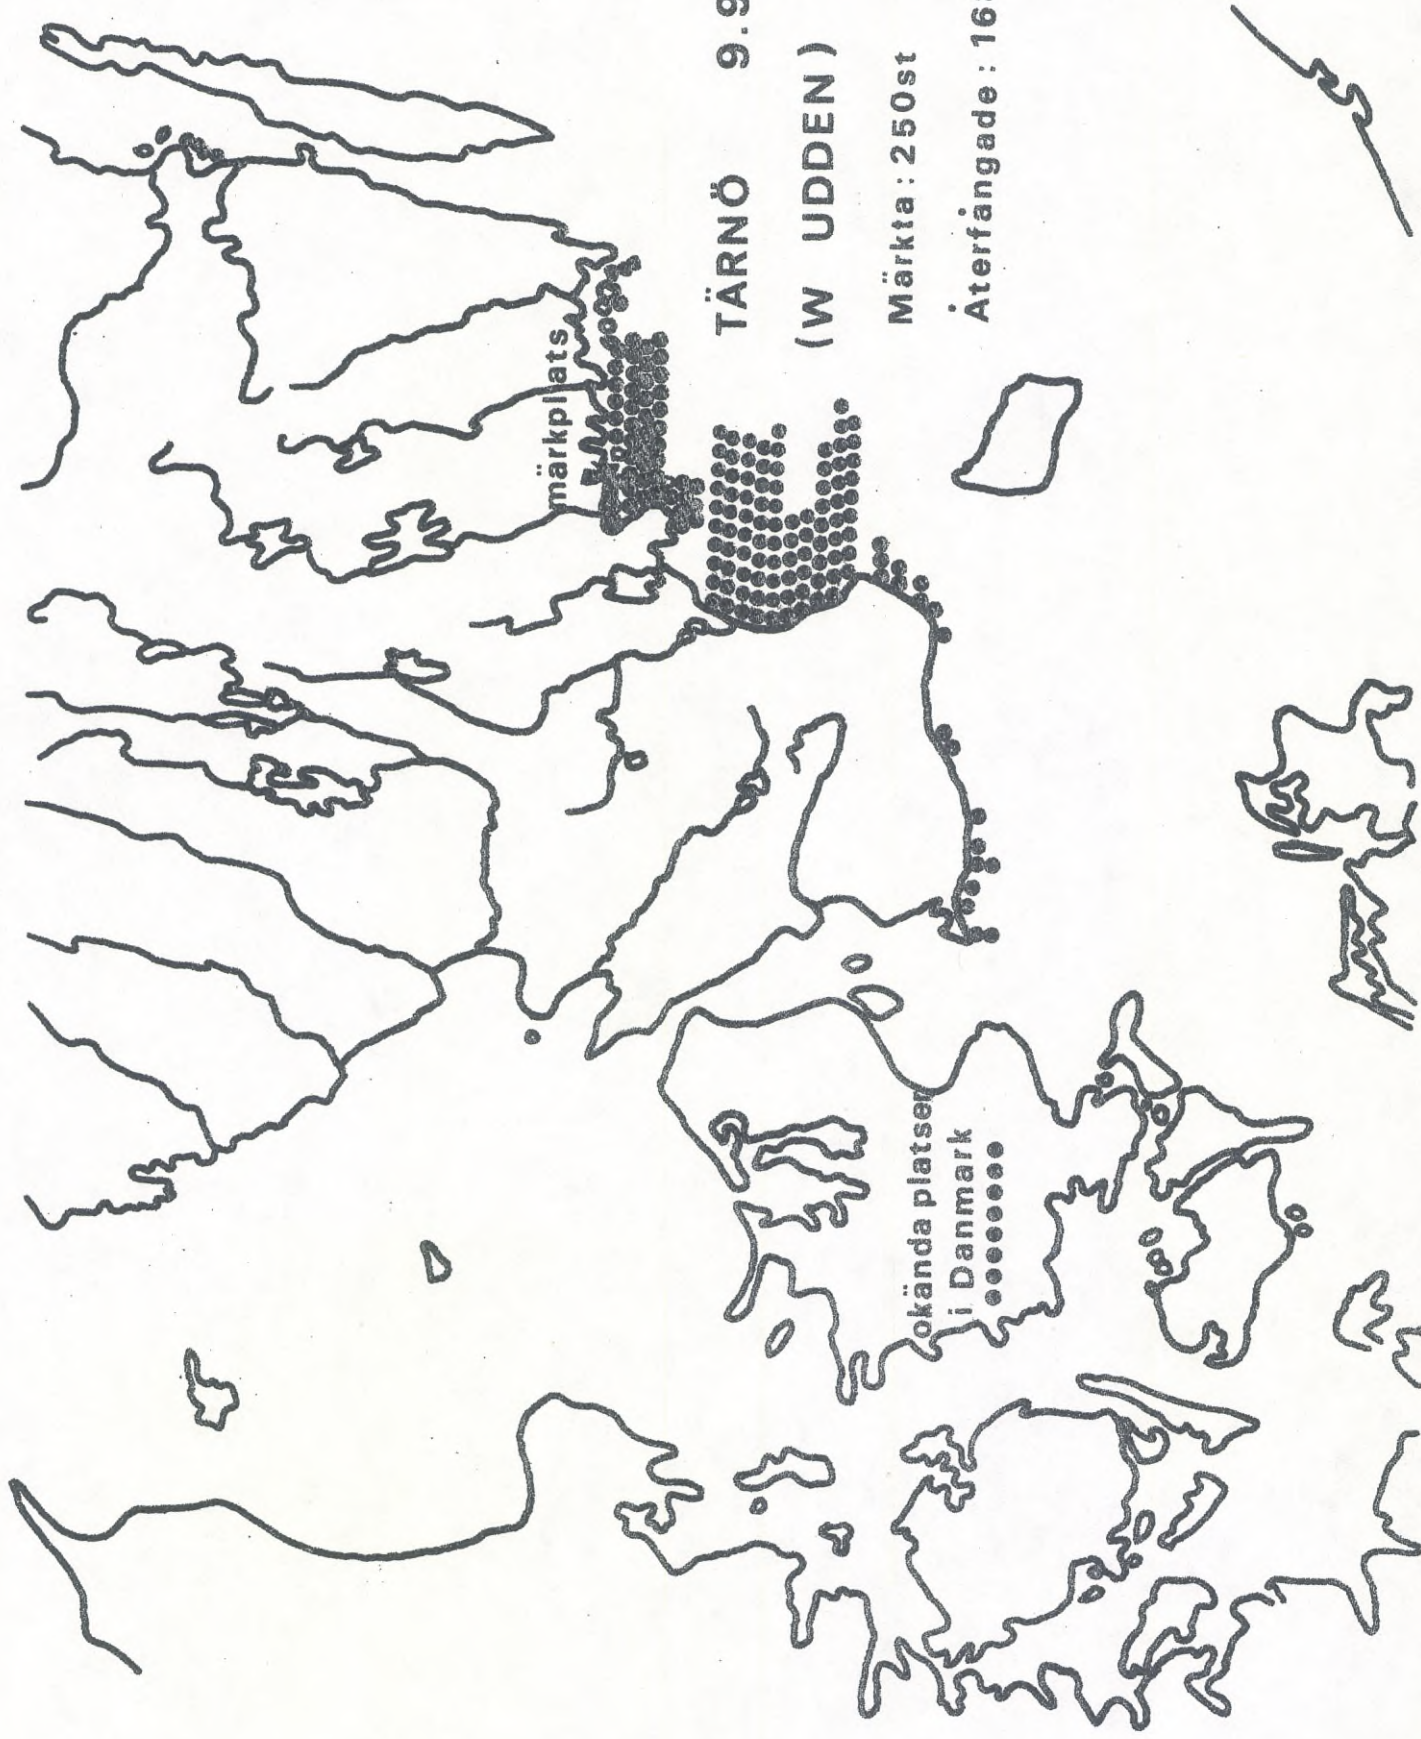 TÄRNÖ 9.9
(W UDDEN)
Märkta: 250st
Återfångade: 16
märkplats
okända platser
i Danmark